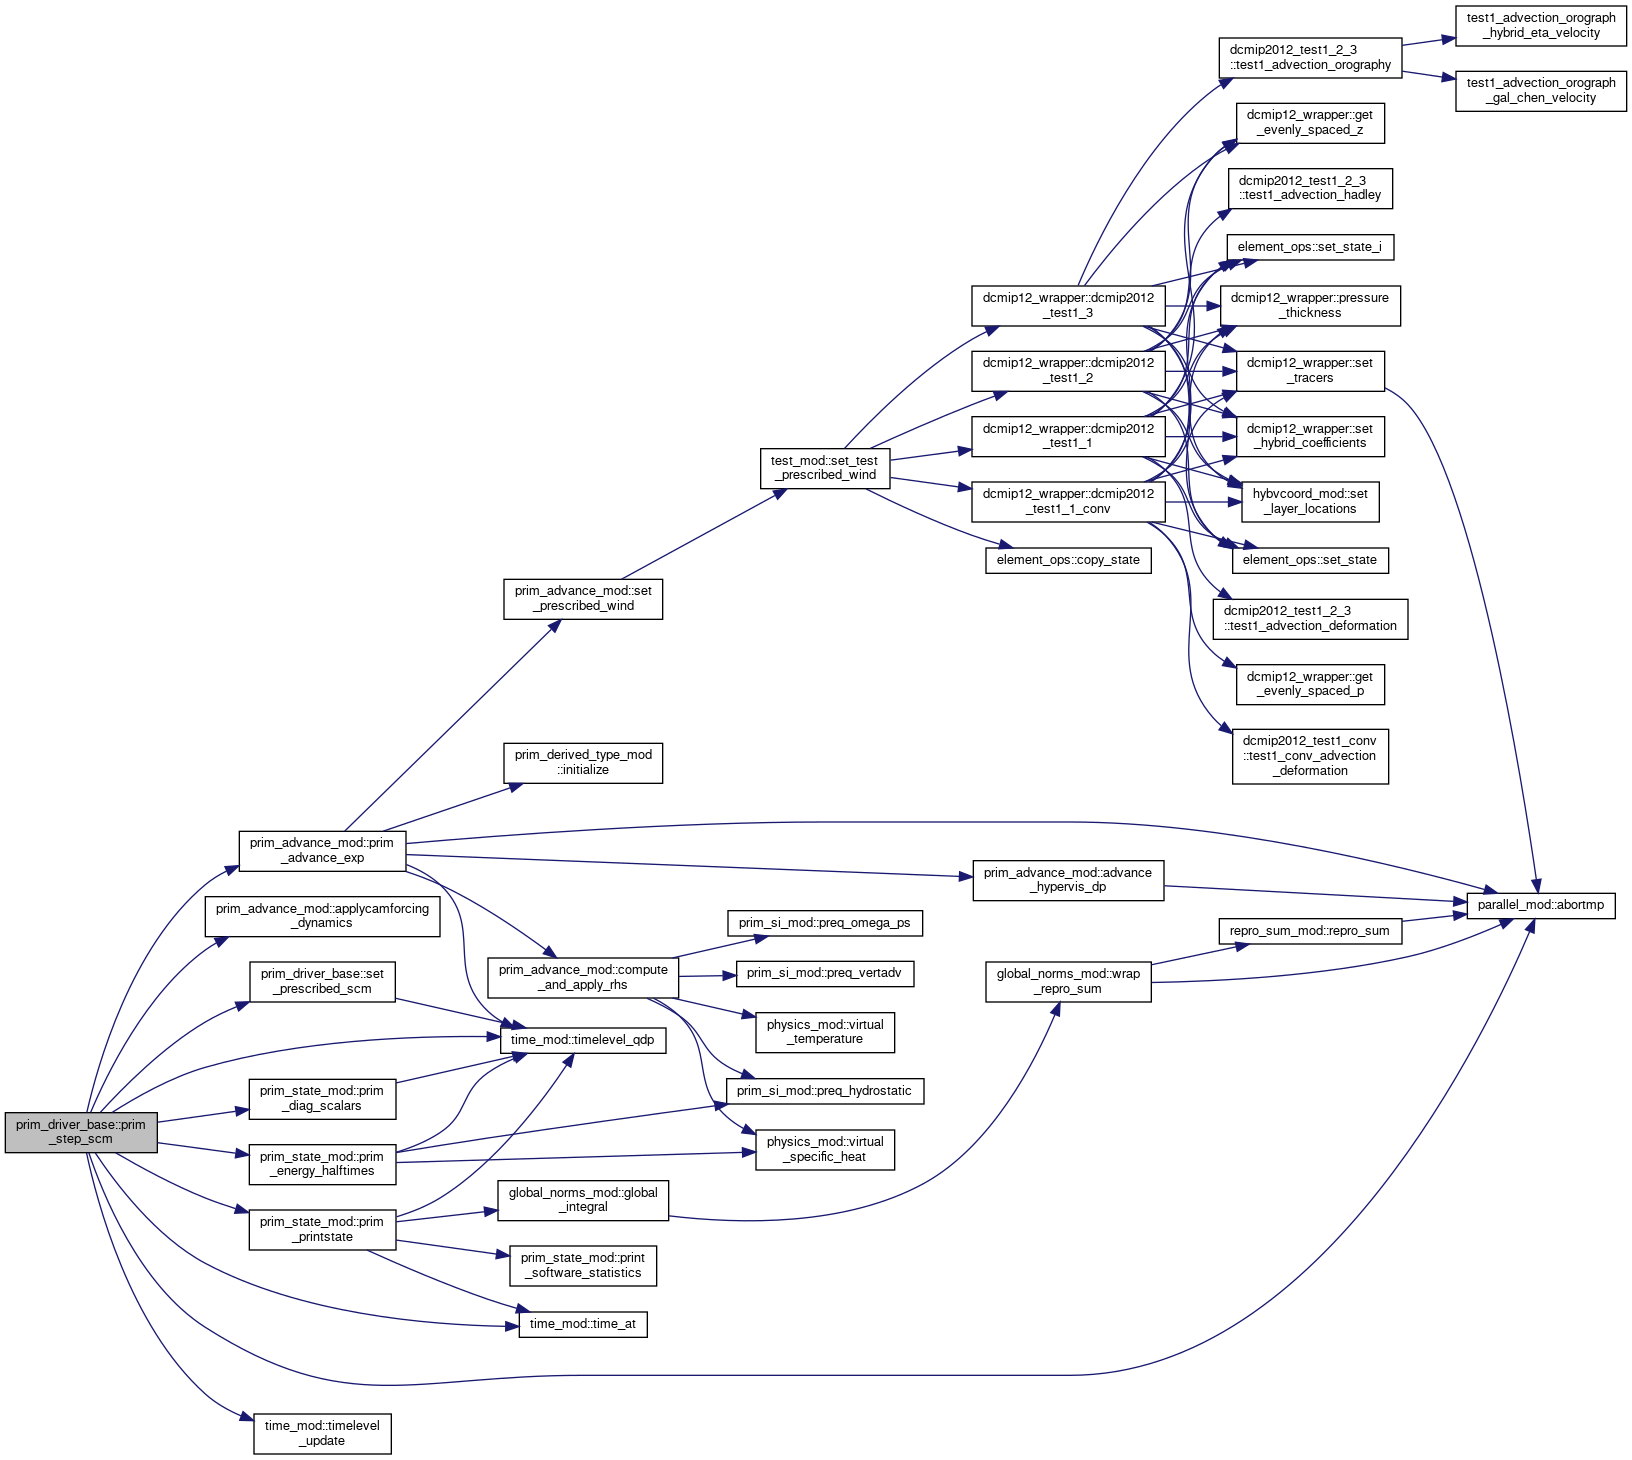 test1_advection_orograph
_hybrid_eta_velocity
dcmip2012_test1_2_3
::test1_advection_orography
test1_advection_orograph
_gal_chen_velocity
dcmip12_wrapper::get
_evenly_spaced_z
dcmip2012_test1_2_3
::test1_advection_hadley
element_ops::set_state_i
dcmip12_wrapper::dcmip2012
_test1_3
dcmip12_wrapper::pressure
_thickness
dcmip12_wrapper::dcmip2012
_test1_2
dcmip12_wrapper::set
_tracers
dcmip12_wrapper::dcmip2012
_test1_1
dcmip12_wrapper::set
_hybrid_coefficients
test_mod::set_test
_prescribed_wind
dcmip12_wrapper::dcmip2012
_test1_1_conv
hybvcoord_mod::set
_layer_locations
element_ops::copy_state
element_ops::set_state
prim_advance_mod::set
_prescribed_wind
dcmip2012_test1_2_3
::test1_advection_deformation
dcmip12_wrapper::get
_evenly_spaced_p
prim_derived_type_mod
::initialize
dcmip2012_test1_conv
::test1_conv_advection
_deformation
prim_advance_mod::prim
_advance_exp
prim_advance_mod::advance
_hypervis_dp
parallel_mod::abortmp
prim_advance_mod::applycamforcing
_dynamics
prim_si_mod::preq_omega_ps
repro_sum_mod::repro_sum
prim_driver_base::set
_prescribed_scm
prim_advance_mod::compute
_and_apply_rhs
prim_si_mod::preq_vertadv
global_norms_mod::wrap
_repro_sum
physics_mod::virtual
_temperature
time_mod::timelevel_qdp
prim_state_mod::prim
_diag_scalars
prim_si_mod::preq_hydrostatic
prim_driver_base::prim
_step_scm
prim_state_mod::prim
_energy_halftimes
physics_mod::virtual
_specific_heat
global_norms_mod::global
_integral
prim_state_mod::prim
_printstate
prim_state_mod::print
_software_statistics
time_mod::time_at
time_mod::timelevel
_update